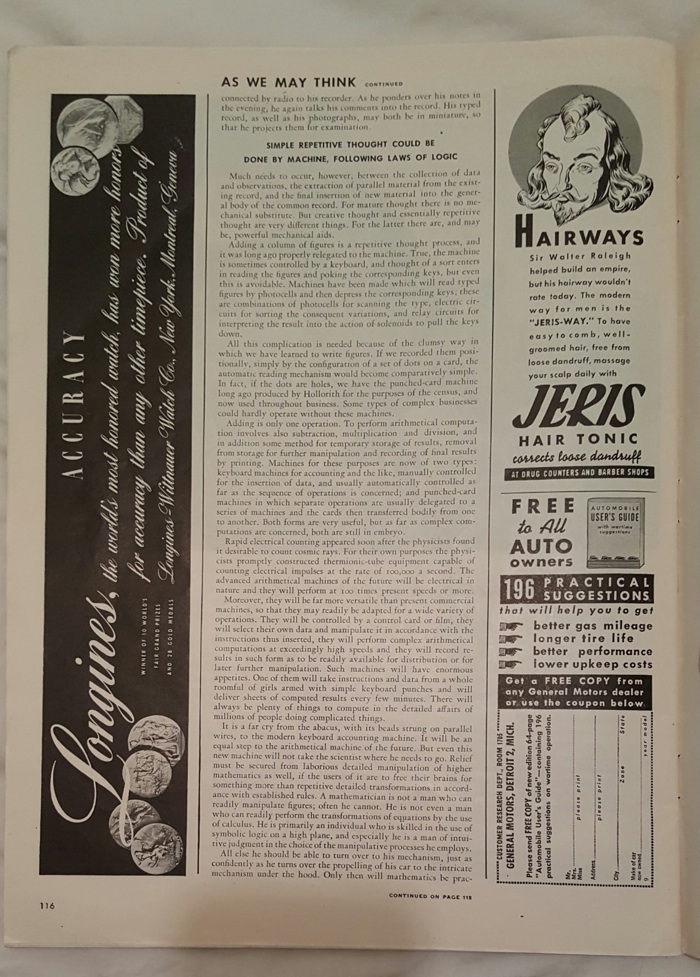 AS WE MAY THINK CONTINUED
connected by radio to his recorder. As he ponders over his notes in
the evening, he again talks his comments into the record. His typed
record, as well as his photographs, may both be in miniature, so
that he projects them for examination.
SIMPLE REPETITIVE THOUGHT COULD BE
DONE BY MACHINE, FOLLOWING LAWS OF LOGIC
Much needs to occur, however, between the collection of data
and observations, the extraction of parallel material from the exist-
ing record, and the final insertion of new material into the gener-
al body of the common record. For mature thought there is no me-
chanical substitute. But creative thought and essentially repetitive
thought are very different things. For the latter there are, and may
be, powerful mechanical aids.
Adding a column of figures is a repetitive thought process, and
it was long ago properly relegated to the machine. True, the machine
is sometimes controlled by a keyboard, and thought of a sort enters
in reading the figures and poking the corresponding keys, but even
this is avoidable. Machines have been made which will read typed
figures by photocells and then depress the corresponding keys; these
are combinations of photocells for scanning the type, electric cir-
cuits for sorting the consequent variations, and relay circuits for
interpreting the result into the action of solenoids to pull the keys
down.
All this complication is needed because of the clumsy way in
which we have learned to write figures. If we recorded them posi-
tionally, simply by the configuration of a set of dots on a card, the
automatic reading mechanism would become comparatively simple.
In fact, if the dots are holes, we have the punched-card machine
long ago produced by Hollorith for the purposes of the census, and
now used throughout business. Some types of complex businesses
could hardly operate without these machines.
Adding is only one operation. To perform arithmetical computa-
tion involves also subtraction, multiplication and division, and
in addition some method for temporary storage of results, removal
from storage for further manipulation and recording of final results
by printing. Machines for these purposes are now of two types:
keyboard machines for accounting and the like, manually controlled
for the insertion of data, and usually automatically controlled as
far as the sequence of operations is concerned; and punched-card
machines in which separate operations are usually delegated to a
series of machines and the cards then transferred bodily from one
to another. Both forms are very useful, but as far as complex com-
putations are concerned, both are still in embryo.
Rapid electrical counting appeared soon after the physicists found
it desirable to count cosmic rays. For their own purposes the physi-
cists promptly constructed thermionic-tube equipment capable of
counting electrical impulses at the rate of 100,000 a second. The
advanced arithmetical machines of the future will be electrical in
nature and they will perform at 100 times present speeds or more.
Moreover, they will be far more versatile than present commercial
machines, so that they may readily be adapted for a wide variety of
operations. They will be controlled by a control card or film, they
will select their own data and manipulate it in accordance with the
instructions thus inserted, they will perform complex arithmetical
computations at exceedingly high speeds and they will record re-
sults in such form as to be readily available for distribution or for
later further manipulation. Such machines will have enormous
appetites. One of them will take instructions and data from a whole
roomful of girls armed with simple keyboard punches and will
deliver sheets of computed results every few minutes. There will
always be plenty of things to compute in the detailed affairs of
millions of people doing complicated things.
It is a far cry from the abacus, with its beads strung on parallel
wires, to the modern keyboard accounting machine. It will be an
equal step to the arithmetical machine of the future. But even this
new machine will not take the scientist where he needs to go. Relief
must be secured from laborious detailed manipulation of higher
mathematics as well, if the users of it are to free their brains for
something more than repetitive detailed transformations in accord-
ance with established rules. A mathematician is not a man who can
readily manipulate figures; often he cannot. He is not even a man
who can readily perform the transformations of equations by the use
of calculus. He is primarily an individual who is skilled in the use of
symbolic logic on a high plane, and especially he is a man of intui-
tive judgment in the choice of the manipulative processes he employs.
All else he should be able to turn over to his mechanism, just as
confidently as he turns over the propelling of his car to the intricate
mechanism under the hood. Only then will mathematics be prac-
CONTINUED ON PAGE 118
116
ACCURACY
Longines, the world's most honored watch, has won more honors
for accuracy than any other timepiece. Product of
Longines-Wittnauer Watch Co., New York, Montreal, Geneva
WINNER OF 10 WORLD'S
FAIR GRAND PRIZES
AND 28 GOLD MEDALS
HAIRWAYS
Sir Walter Raleigh
helped build an empire,
but his hairway wouldn't
rate today. The modern
way for men is the
"JERIS-WAY." To have
easy to comb, well-
groomed hair, free from
loose dandruff, massage
your scalp daily with
JERIS
HAIR TONIC
corrects loose dandruff
AT DRUG COUNTERS AND BARBER SHOPS
FREE
to All
AUTO
owners
AUTOMOBILE
USER'S GUIDE
with wartime
suggestions
196 PRACTICAL
SUGGESTIONS
that will help you to get
better gas mileage
longer tire life
better performance
lower upkeep costs
Get a FREE COPY from
any General Motors dealer
or use the coupon below
CUSTOMER RESEARCH DEPT., ROOM 1765
GENERAL MOTORS, DETROIT 2, MICH.
Please send FREE COPY of new edition 64-page
"Automobile User's Guide"—containing 196
practical suggestions on wartime operation.
Mr.
Mrs.
Miss
please print
Address
please print
City Zone State
Make of car
now owned
year model